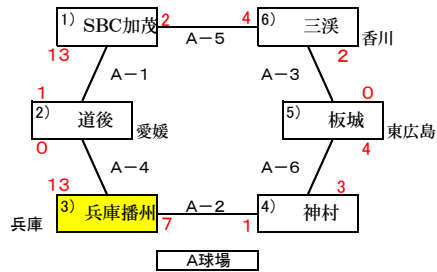 1) SBC加茂
2
4
6) 三渓
A-5
香川
13
2
A-1
A-3
1
0
2) 道後
愛媛
5) 板城
東広島
0
4
A-4
A-6
13
3
兵庫
3) 兵庫播州
A-2
4) 神村
7
1
A球場